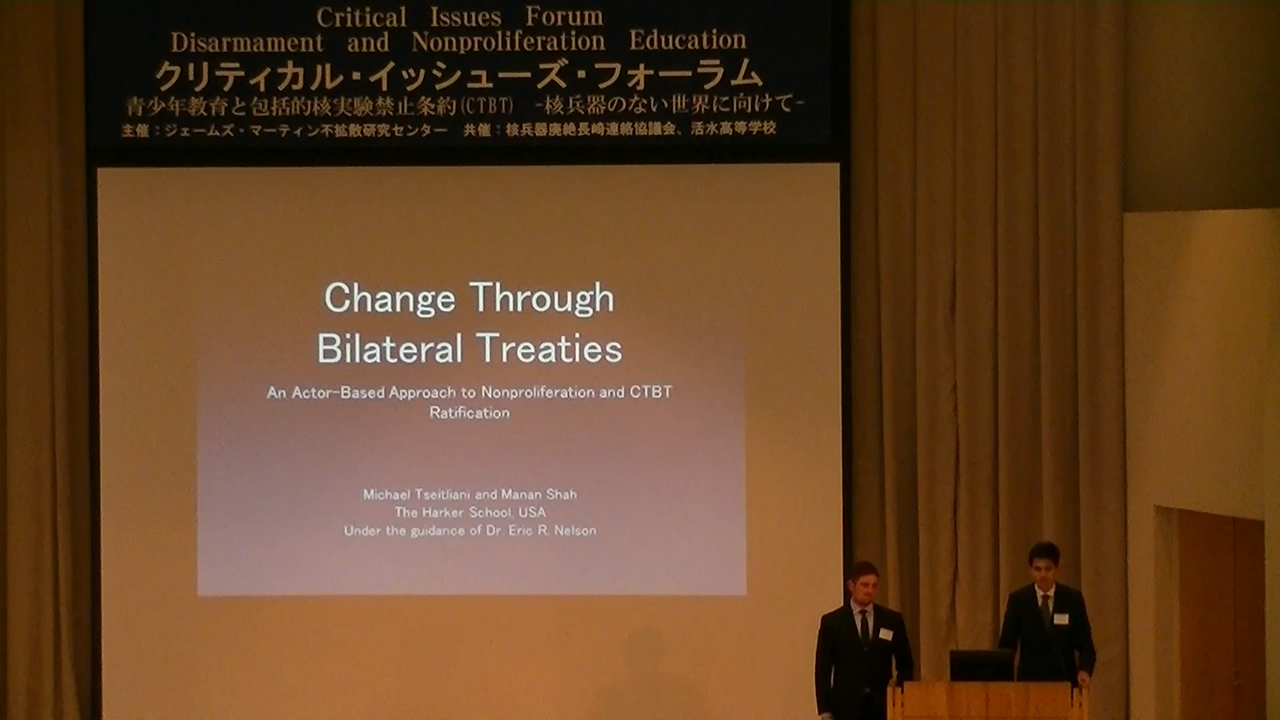 Critical Issues Forum
Disarmament and Nonproliferation Education
クリティカル・イッシューズ・フォーラム
青少年教育と包括的核実験禁止条約(CTBT) -核兵器のない世界に向けて-
主催：ジェームズ・マーティン不拡散研究センター 共催：核兵器廃絶長崎連絡協議会、活水高等学校
Change Through
Bilateral Treaties
An Actor-Based Approach to Nonproliferation and CTBT
Ratification
Michael Tseitliani and Manan Shah
The Harker School, USA
Under the guidance of Dr. Eric R. Nelson